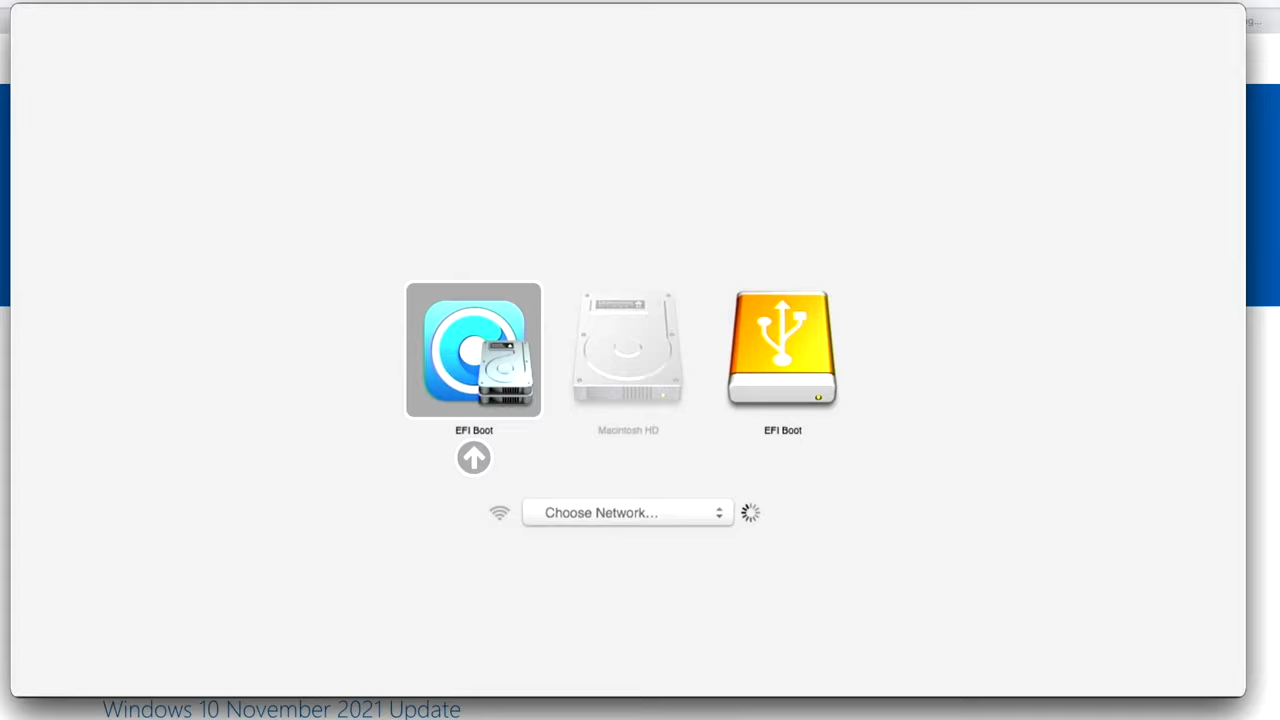 g...
EFI Boot
Macintosh HD
EFI Boot
Choose Network...
Windows 10 November 2021 Update